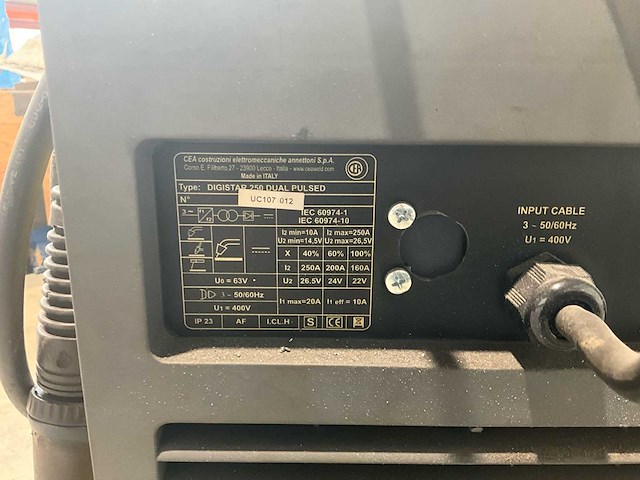 CEA costruzioni elettromeccaniche annettoni S.p.A.
Corso E. Filiberto, 27 - 23900 Lecco - Italia - www.ceaweld.com
Made in ITALY
CEA
Type: DIGISTAR 250 DUAL PULSED
N° UC107 012
3 ~
IEC 60974-1
IEC 60974-10
I2 min=10A I2 max=250A
U2 min=14,5V U2 max=26,5V
X 40% 60% 100%
I2 250A 200A 160A
U0 = 63V U2 26.5V 24V 22V
3 ~ 50/60Hz
U1 = 400V
I1 max=20A I1 eff = 10A
IP 23 AF I.CL.H S CE
INPUT CABLE
3 ~ 50/60Hz
U1 = 400V